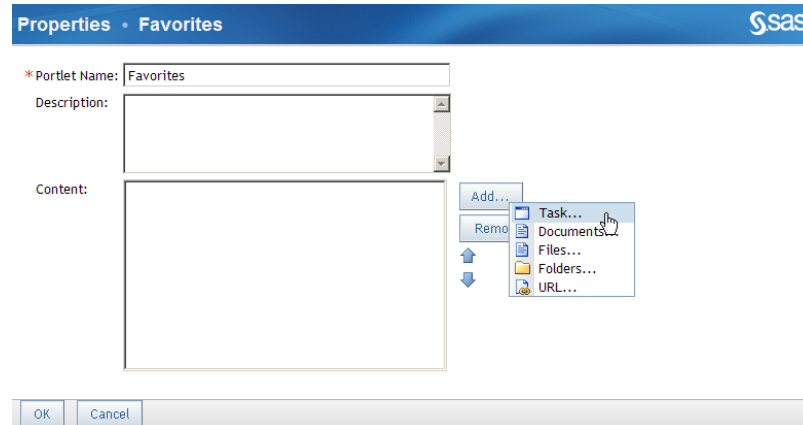 Properties • Favorites
sas
* Portlet Name: Favorites
Description:
Content:
Add...
Task...
Remo
Documents...
Files...
Folders...
URL...
OK Cancel